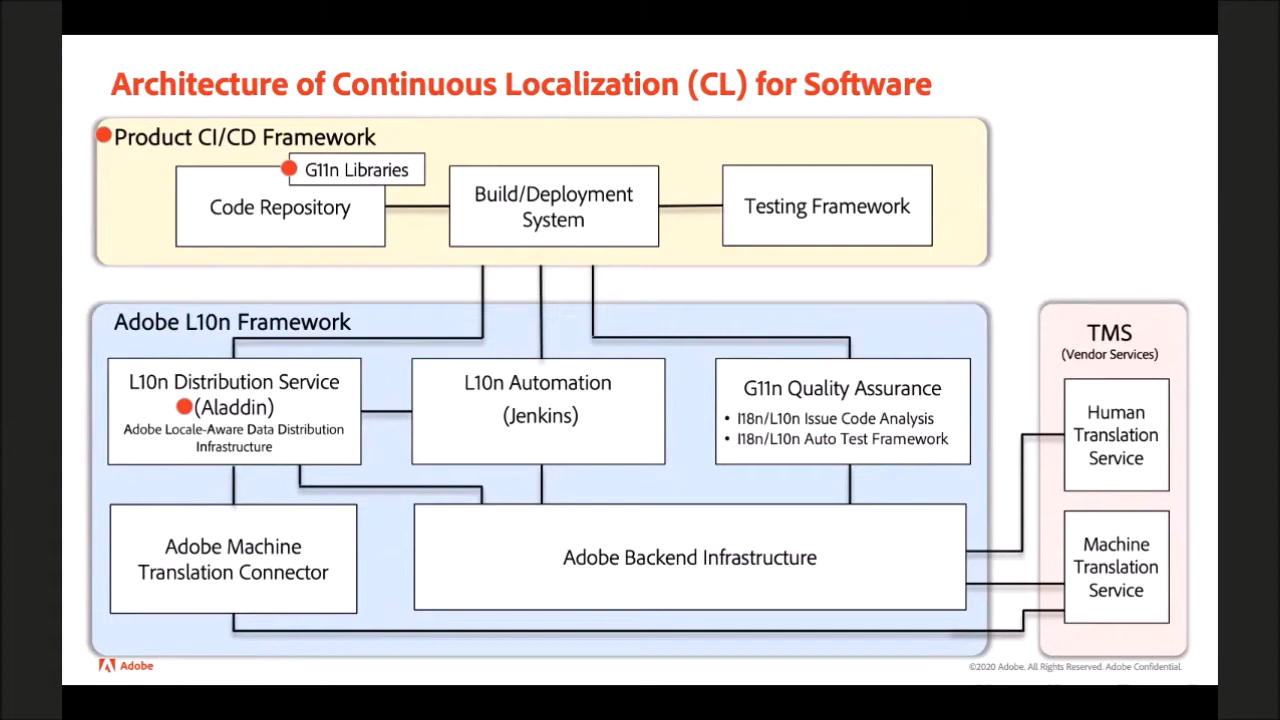 Architecture of Continuous Localization (CL) for Software
Product CI/CD Framework
G11n Libraries
Code Repository
Build/Deployment
System
Testing Framework
Adobe L10n Framework
L10n Distribution Service
(Aladdin)
Adobe Locale-Aware Data Distribution
Infrastructure
L10n Automation
(Jenkins)
G11n Quality Assurance
• I18n/L10n Issue Code Analysis
• I18n/L10n Auto Test Framework
Adobe Machine
Translation Connector
Adobe Backend Infrastructure
TMS
(Vendor Services)
Human
Translation
Service
Machine
Translation
Service
Adobe
©2020 Adobe. All Rights Reserved. Adobe Confidential.